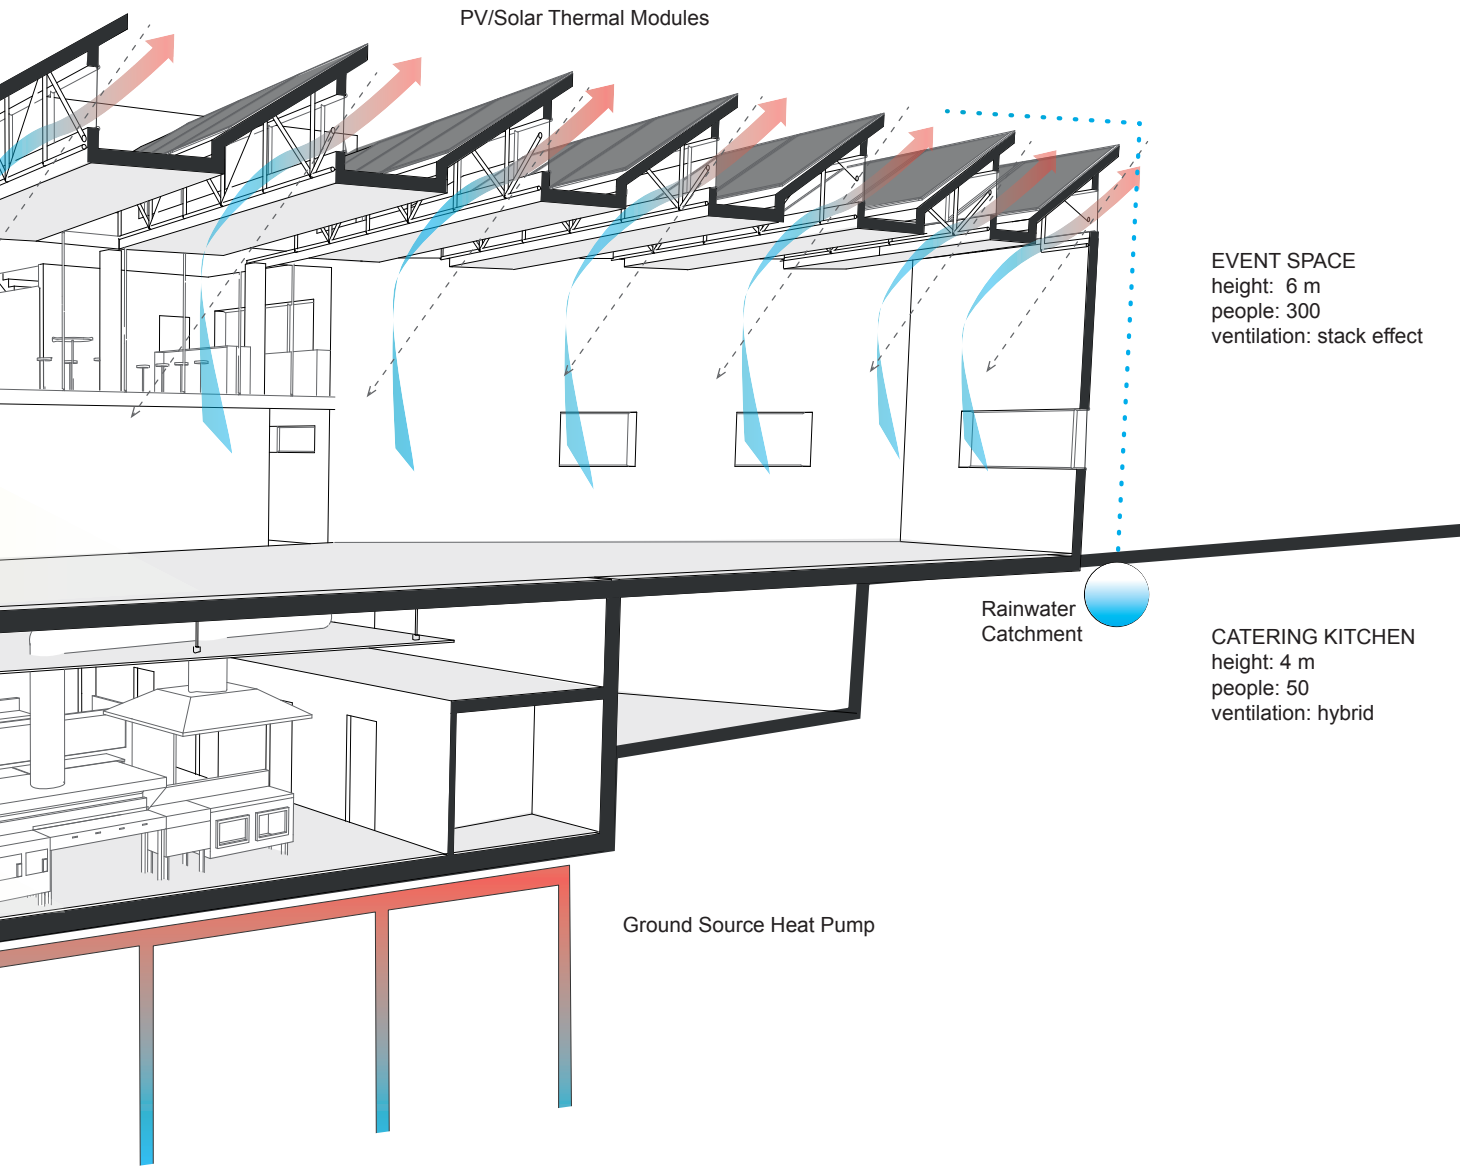 PV/Solar Thermal Modules
EVENT SPACE
height:  6 m
people: 300
ventilation: stack effect
Rainwater
Catchment
CATERING KITCHEN
height: 4 m
people: 50
ventilation: hybrid
Ground Source Heat Pump